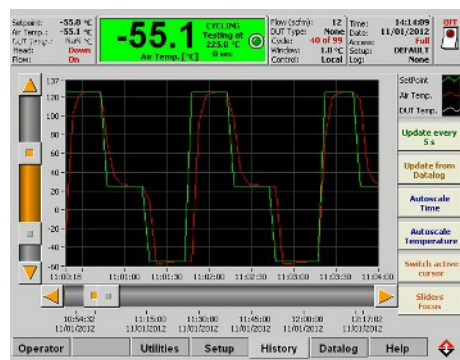 Setpoint: -55.0 °C
Air Temp.: -55.1 °C
DUT Temp.:
Head: Down
Flow: On
-55.1
Air Temp. [°C]
CYCLING
Testing at
225.0 °C
0 sec
Flow (scfm): 12
DUT Type: None
Cycle: 40 of 99
Window: 1.0 °C
Control: Local
Time: 14:14:09
Date: 11/01/2012
Access: Full
Setup: DEFAULT
Log: None
OFF
137
120
100
80
60
40
20
0
-20
-40
-60
11:00:18 11:01:00 11:01:30 11:02:00 11:02:30 11:03:00 11:03:30 11:04:00
SetPoint
Air Temp.
DUT Temp.
Update every
5 s
Update from
Datalog
Autoscale
Time
Autoscale
Temperature
Switch active
cursor
Sliders
Focus
10:54:32 11:15:00 11:30:00 11:45:00 12:00:00 12:17:02
11/01/2012 11/01/2012 11/01/2012 11/01/2012 11/01/2012 11/01/2012
Operator Utilities Setup History Datalog Help